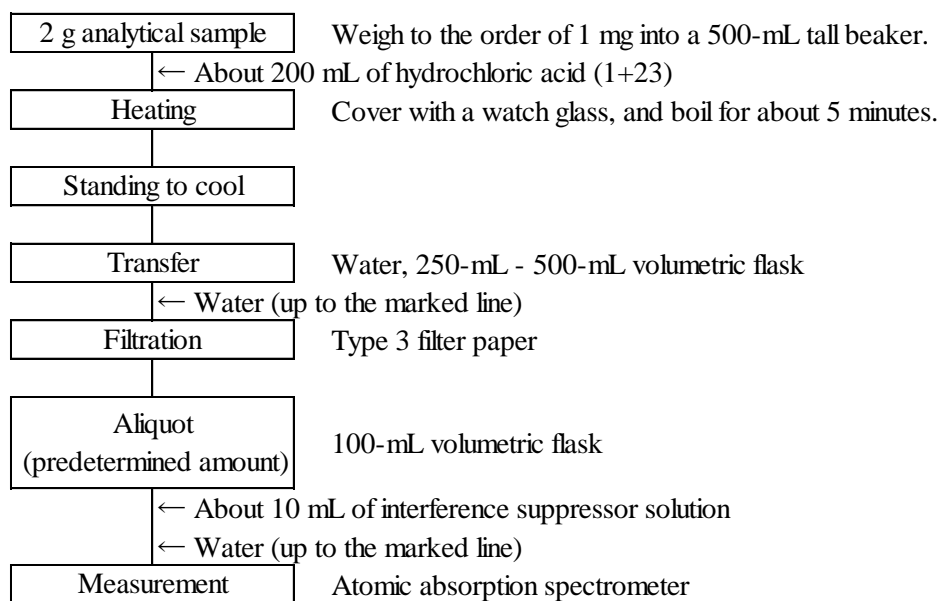 2 g analytical sample Weigh to the order of 1 mg into a 500-mL tall beaker.
← About 200 mL of hydrochloric acid (1+23)
Heating Cover with a watch glass, and boil for about 5 minutes.
Standing to cool
Transfer Water, 250-mL - 500-mL volumetric flask
← Water (up to the marked line)
Filtration Type 3 filter paper
Aliquot
(predetermined amount) 100-mL volumetric flask
← About 10 mL of interference suppressor solution
← Water (up to the marked line)
Measurement Atomic absorption spectrometer